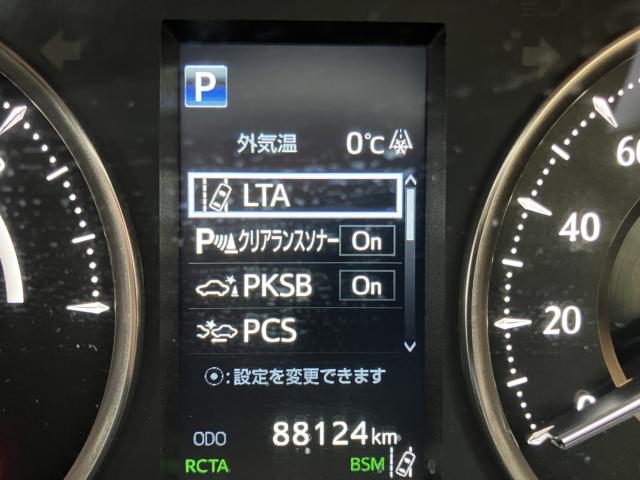 P
外気温 0℃
LTA
P クリアランスソナー On
PKSB On
PCS
:設定を変更できます
ODO 88124km
RCTA BSM
60
40
20
0